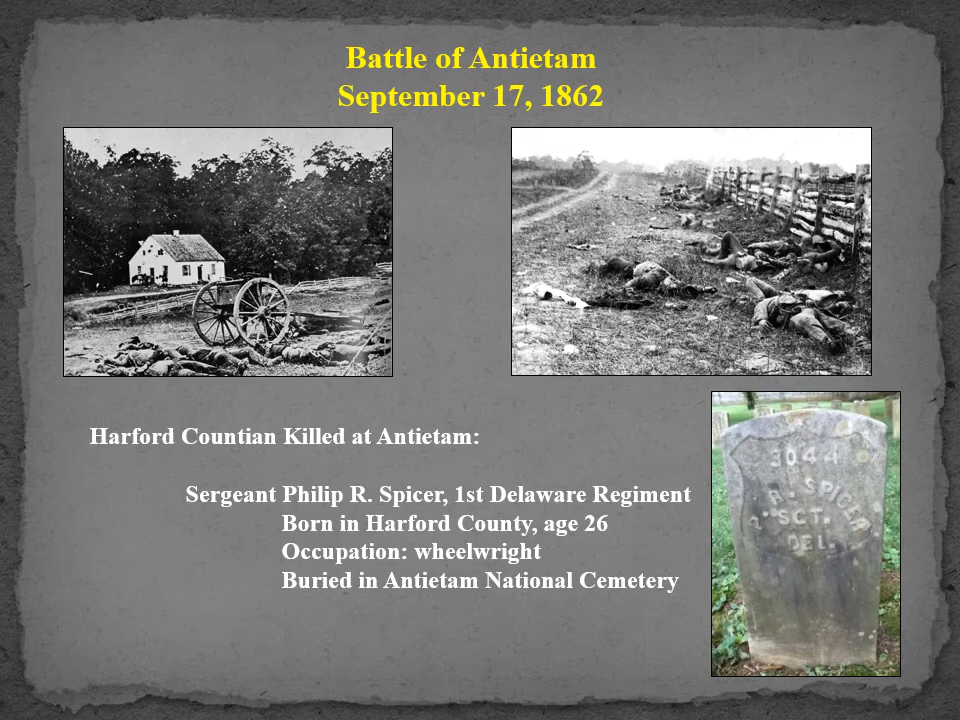 Battle of Antietam
September 17, 1862
Harford Countian Killed at Antietam:
Sergeant Philip R. Spicer, 1st Delaware Regiment
Born in Harford County, age 26
Occupation: wheelwright
Buried in Antietam National Cemetery
3044
P. R. SPICER
SGT.
DEL.